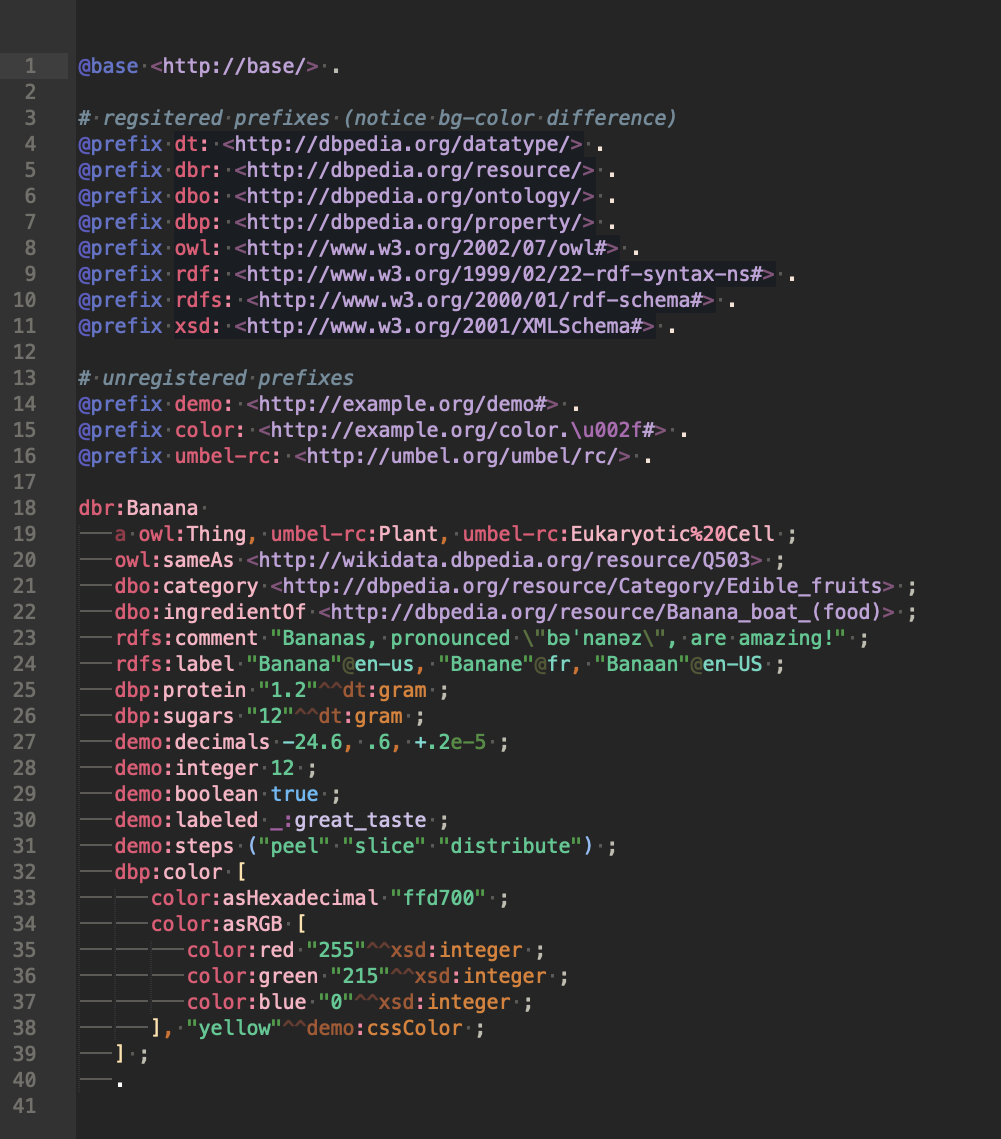 1 @base <http://base/> .
2
3 # regsitered prefixes (notice bg-color difference)
4 @prefix dt: <http://dbpedia.org/datatype/> .
5 @prefix dbr: <http://dbpedia.org/resource/> .
6 @prefix dbo: <http://dbpedia.org/ontology/> .
7 @prefix dbp: <http://dbpedia.org/property/> .
8 @prefix owl: <http://www.w3.org/2002/07/owl#> .
9 @prefix rdf: <http://www.w3.org/1999/02/22-rdf-syntax-ns#> .
10 @prefix rdfs: <http://www.w3.org/2000/01/rdf-schema#> .
11 @prefix xsd: <http://www.w3.org/2001/XMLSchema#> .
12
13 # unregistered prefixes
14 @prefix demo: <http://example.org/demo#> .
15 @prefix color: <http://example.org/color.\u002f#> .
16 @prefix umbel-rc: <http://umbel.org/umbel/rc/> .
17
18 dbr:Banana
19 a owl:Thing, umbel-rc:Plant, umbel-rc:Eukaryotic%20Cell ;
20 owl:sameAs <http://wikidata.dbpedia.org/resource/Q503> ;
21 dbo:category <http://dbpedia.org/resource/Category/Edible_fruits> ;
22 dbo:ingredientOf <http://dbpedia.org/resource/Banana_boat_(food)> ;
23 rdfs:comment "Bananas, pronounced \"bəˈnanəz\", are amazing!" ;
24 rdfs:label "Banana"@en-us, "Banane"@fr, "Banaan"@en-US ;
25 dbp:protein "1.2"^^dt:gram ;
26 dbp:sugars "12"^^dt:gram ;
27 demo:decimals -24.6, .6, +.2e-5 ;
28 demo:integer 12 ;
29 demo:boolean true ;
30 demo:labeled _:great_taste ;
31 demo:steps ("peel" "slice" "distribute") ;
32 dbp:color [
33 color:asHexadecimal "ffd700" ;
34 color:asRGB [
35 color:red "255"^^xsd:integer ;
36 color:green "215"^^xsd:integer ;
37 color:blue "0"^^xsd:integer ;
38 ], "yellow"^^demo:cssColor ;
39 ] ;
40 .
41